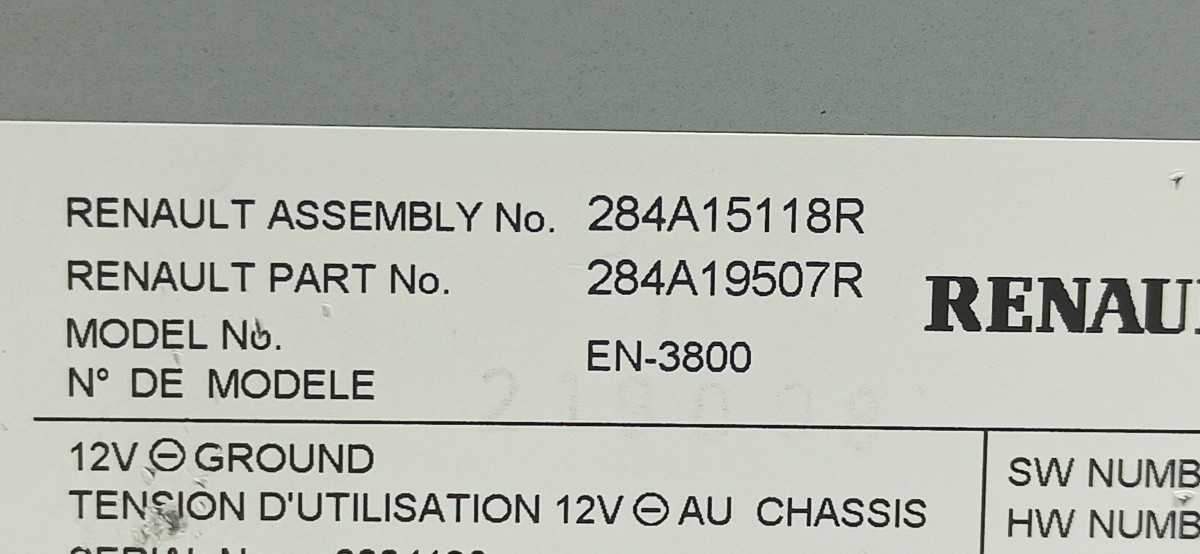 RENAULT ASSEMBLY No. 284A15118R
RENAULT PART No. 284A19507R
RENAU
MODEL No.
N° DE MODELE
EN-3800
12V ⊖ GROUND
TENSION D'UTILISATION 12V ⊖ AU CHASSIS
SW NUMB
HW NUMB